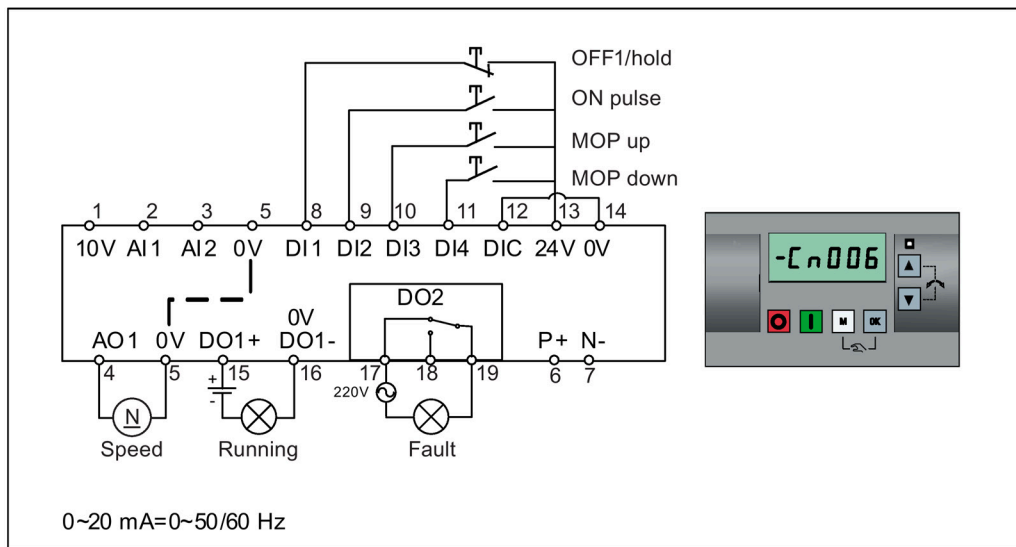 OFF1/hold
ON pulse
MOP up
MOP down
1 2 3 5 8 9 10 11 12 13 14
10V AI1 AI2 0V DI1 DI2 DI3 DI4 DIC 24V 0V
-Cn006
DO2
0V
AO1 0V DO1+ DO1- P+ N-
4 5 15 16 17 18 19 6 7
+
-
220V
N
M OK
Speed Running Fault
0~20 mA=0~50/60 Hz